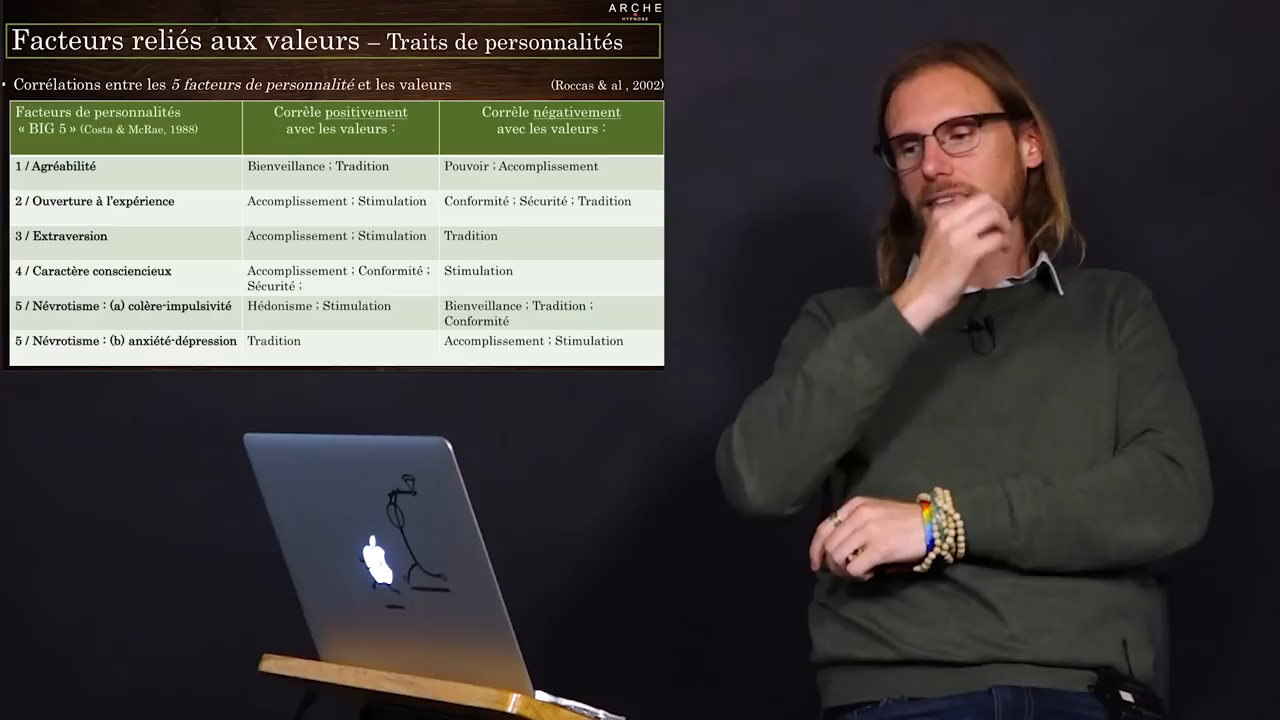 ARCHE
HYPNOSE
Facteurs reliés aux valeurs – Traits de personnalités
• Corrélations entre les 5 facteurs de personnalité et les valeurs (Roccas & al , 2002)
Facteurs de personnalités
« BIG 5 » (Costa & McRae, 1988)
Corrèle positivement
avec les valeurs :
Corrèle négativement
avec les valeurs :
1 / Agréabilité
Bienveillance ; Tradition
Pouvoir ; Accomplissement
2 / Ouverture à l’expérience
Accomplissement ; Stimulation
Conformité ; Sécurité ; Tradition
3 / Extraversion
Accomplissement ; Stimulation
Tradition
4 / Caractère consciencieux
Accomplissement ; Conformité ;
Sécurité ;
Stimulation
5 / Névrotisme : (a) colère-impulsivité
Hédonisme ; Stimulation
Bienveillance ; Tradition ;
Conformité
5 / Névrotisme : (b) anxiété-dépression
Tradition
Accomplissement ; Stimulation